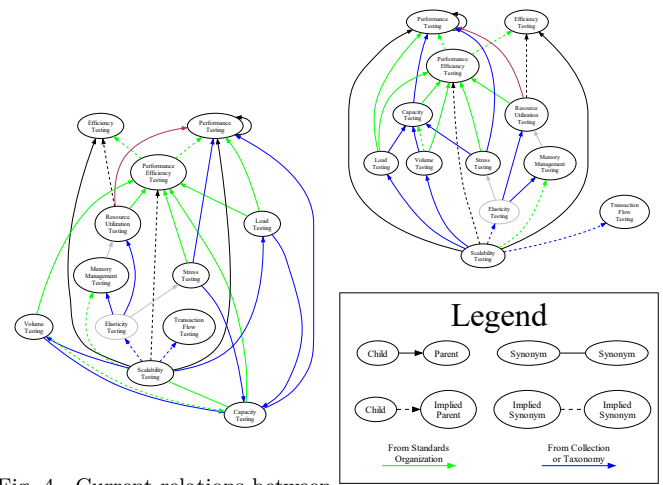 Performance
Testing
Efficiency
Testing
Performance
Efficiency
Testing
Capacity
Testing
Resource
Utilization
Testing
Load
Testing
Volume
Testing
Stress
Testing
Memory
Management
Testing
Elasticity
Testing
Transaction
Flow
Testing
Scalability
Testing
Efficiency
Testing
Performance
Testing
Performance
Efficiency
Testing
Resource
Utilization
Testing
Load
Testing
Memory
Management
Testing
Stress
Testing
Volume
Testing
Elasticity
Testing
Transaction
Flow
Testing
Scalability
Testing
Capacity
Testing
Legend
Child
Parent
Synonym
Synonym
Child
Implied
Parent
Implied
Synonym
Implied
Synonym
From Standards
Organization
From Collection
or Taxonomy
Fig. 4. Current relations between